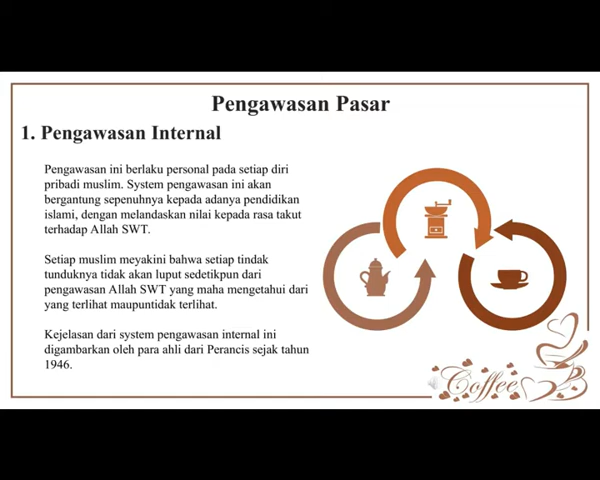 Pengawasan Pasar
1. Pengawasan Internal
Pengawasan ini berlaku personal pada setiap diri
pribadi muslim. System pengawasan ini akan
bergantung sepenuhnya kepada adanya pendidikan
islami, dengan melandaskan nilai kepada rasa takut
terhadap Allah SWT.
Setiap muslim meyakini bahwa setiap tindak
tunduknya tidak akan luput sedetikpun dari
pengawasan Allah SWT yang maha mengetahui dari
yang terlihat maupuntidak terlihat.
Kejelasan dari system pengawasan internal ini
digambarkan oleh para ahli dari Perancis sejak tahun
1946.
Coffee